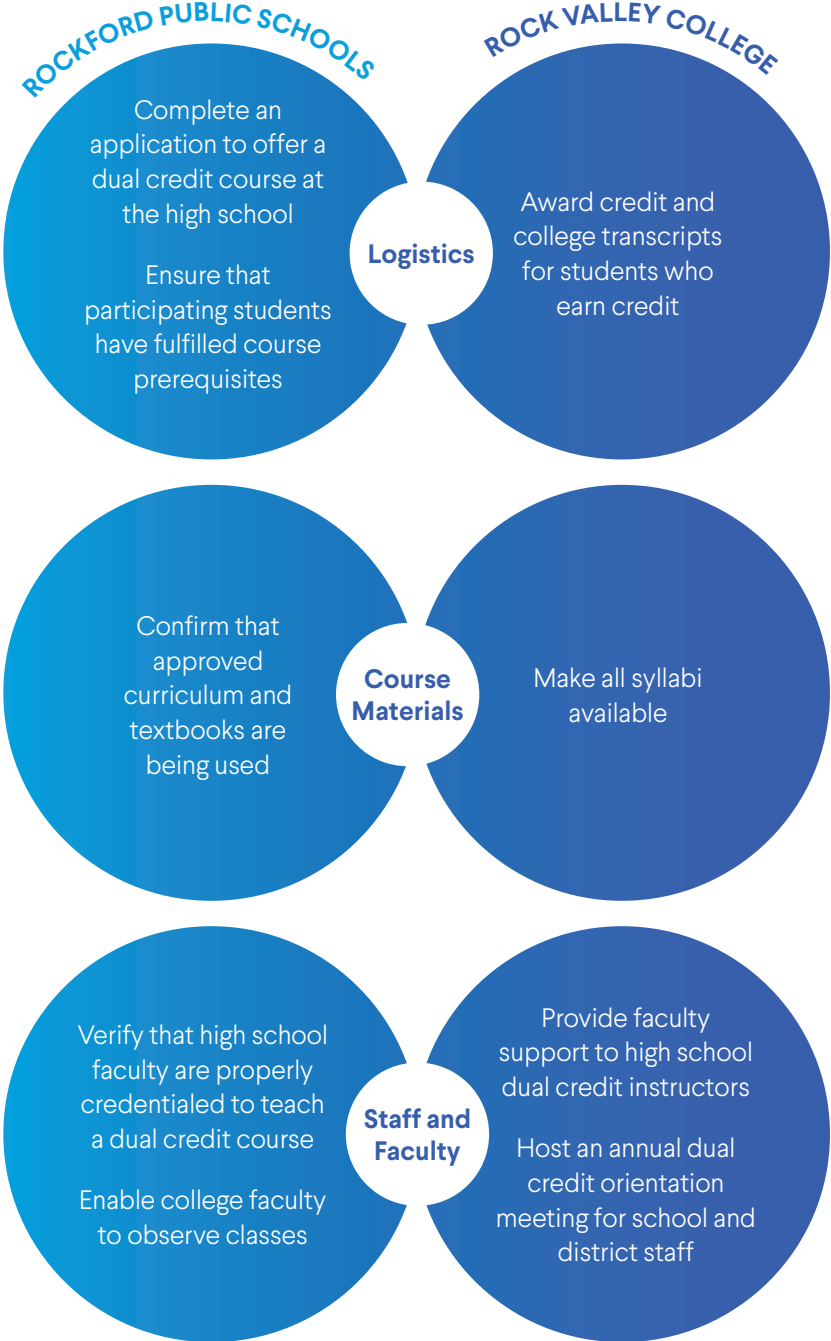 ROCKFORD PUBLIC SCHOOLS
ROCK VALLEY COLLEGE
Complete an
application to offer a
dual credit course at
the high school
Ensure that
participating students
have fulfilled course
prerequisites
Logistics
Award credit and
college transcripts
for students who
earn credit
Confirm that
approved
curriculum and
textbooks are
being used
Course
Materials
Make all syllabi
available
Verify that high school
faculty are properly
credentialed to teach
a dual credit course
Enable college faculty
to observe classes
Staff and
Faculty
Provide faculty
support to high school
dual credit instructors
Host an annual dual
credit orientation
meeting for school and
district staff